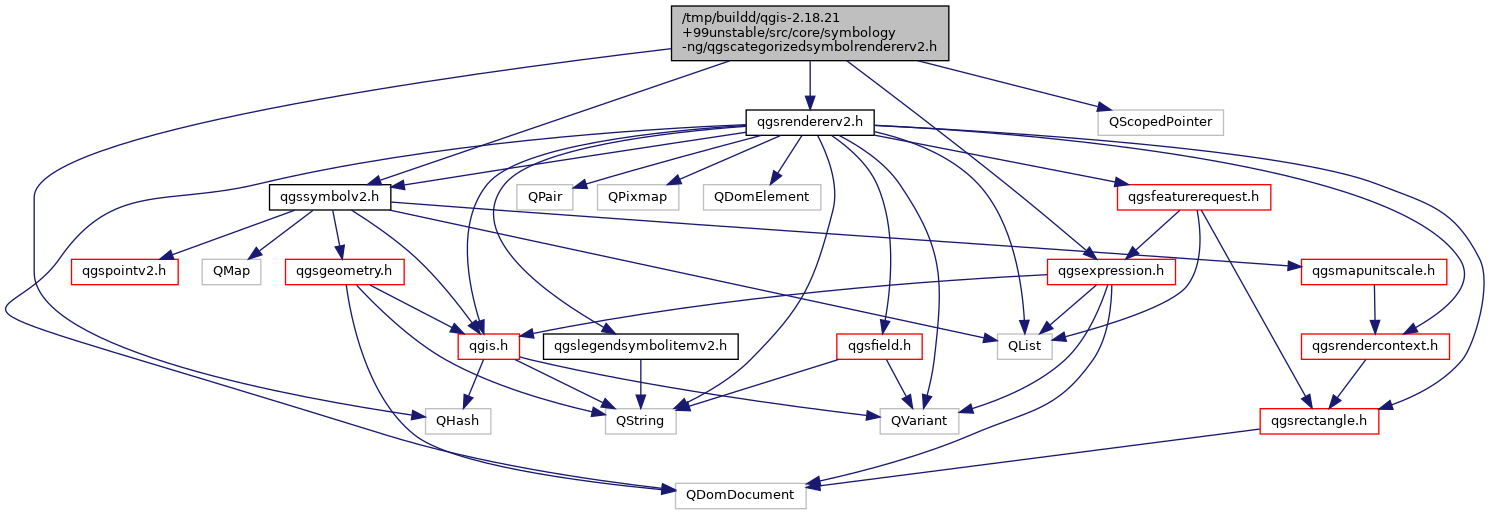 /tmp/buildd/qgis-2.18.21
+99unstable/src/core/symbology
-ng/qgscategorizedsymbolrendererv2.h
qgsrendererv2.h
QScopedPointer
qgssymbolv2.h
QPair
QPixmap
QDomElement
qgsfeaturerequest.h
qgspointv2.h
QMap
qgsgeometry.h
qgsexpression.h
qgsmapunitscale.h
qgis.h
qgslegendsymbolitemv2.h
qgsfield.h
QList
qgsrendercontext.h
QHash
QString
QVariant
qgsrectangle.h
QDomDocument